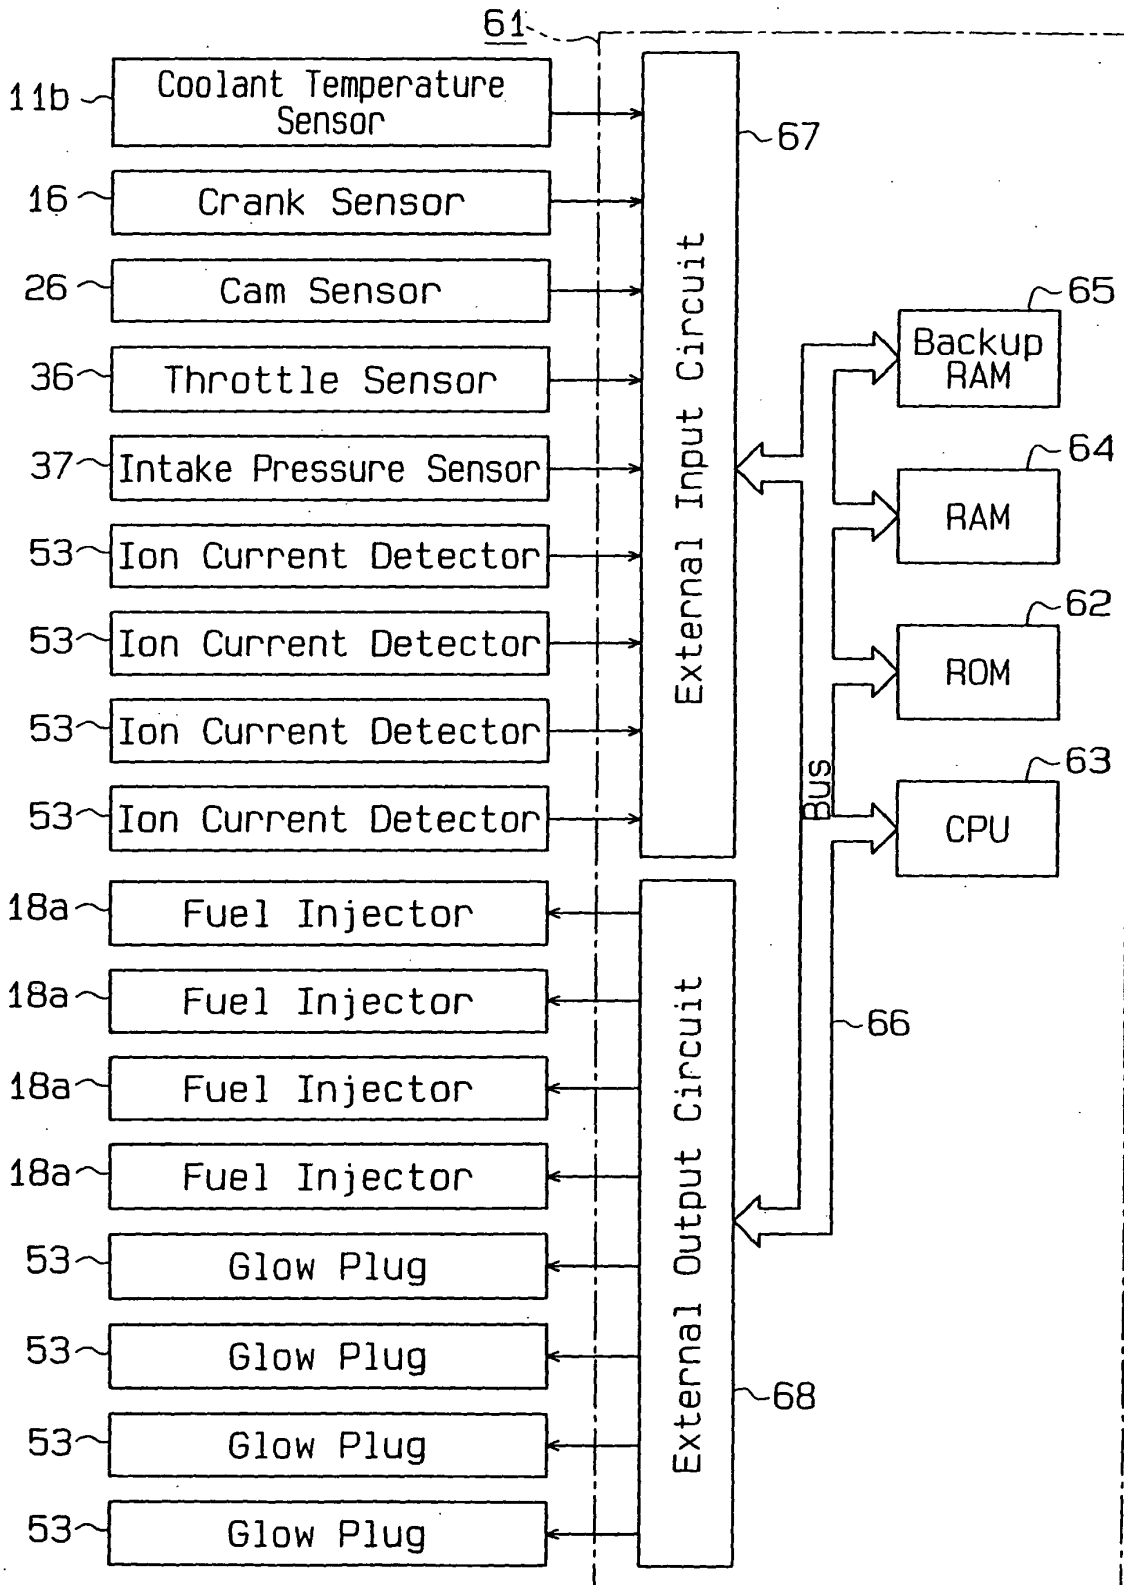 61
11b
Coolant Temperature
Sensor
16
Crank Sensor
26
Cam Sensor
36
Throttle Sensor
37
Intake Pressure Sensor
53
Ion Current Detector
53
Ion Current Detector
53
Ion Current Detector
53
Ion Current Detector
18a
Fuel Injector
18a
Fuel Injector
18a
Fuel Injector
18a
Fuel Injector
53
Glow Plug
53
Glow Plug
53
Glow Plug
53
Glow Plug
External Input Circuit
67
External Output Circuit
68
Bus
66
65
Backup
RAM
64
RAM
62
ROM
63
CPU